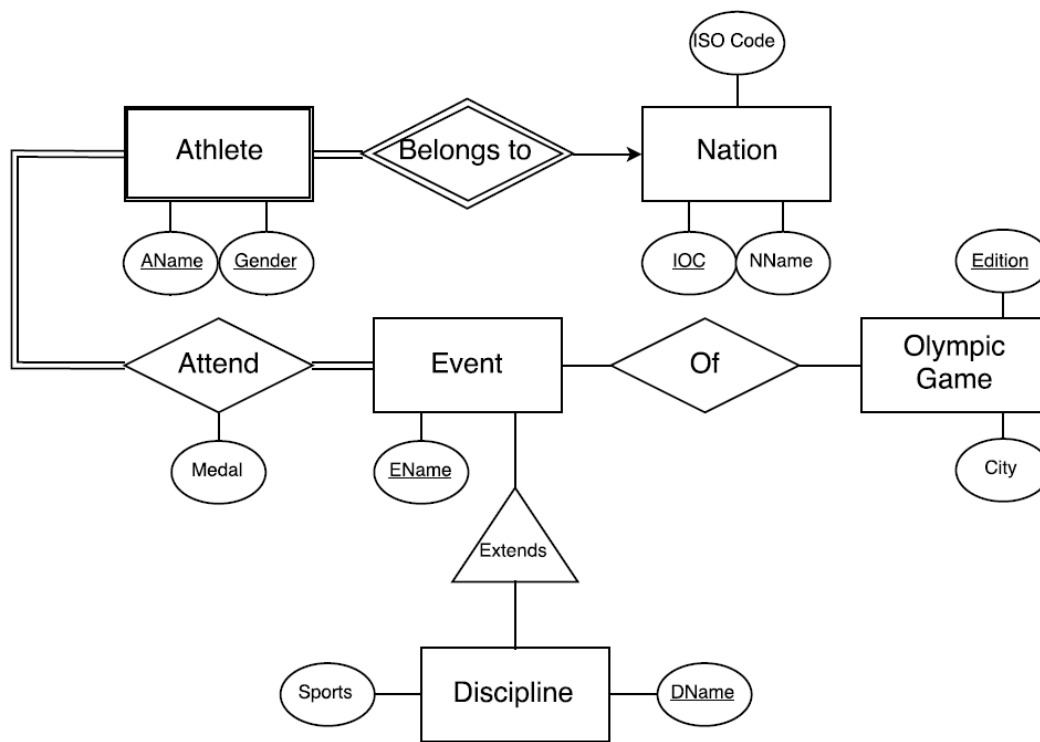 ISO Code
Athlete
Belongs to
Nation
AName
Gender
IOC
NName
Edition
Attend
Event
Of
Olympic
Game
Medal
EName
City
Extends
Sports
Discipline
DName